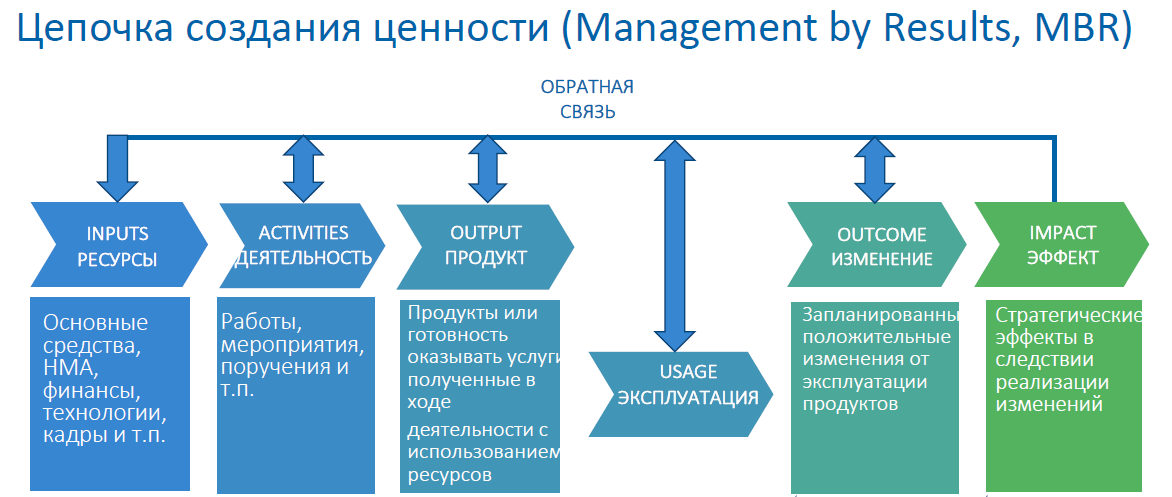 Цепочка создания ценности (Management by Results, MBR)
ОБРАТНАЯ
СВЯЗЬ
INPUTS
РЕСУРСЫ
ACTIVITIES
ДЕЯТЕЛЬНОСТЬ
OUTPUT
ПРОДУКТ
OUTCOME
ИЗМЕНЕНИЕ
IMPACT
ЭФФЕКТ
Основные
средства,
НМА,
финансы,
технологии,
кадры и т.п.
Работы,
мероприятия,
поручения и
т.п.
Продукты или
готовность
оказывать услуги
полученные в
ходе
деятельности с
использованием
ресурсов
USAGE
ЭКСПЛУАТАЦИЯ
Запланированны
положительные
изменения от
эксплуатации
продуктов
Стратегические
эффекты в
следствии
реализации
изменений